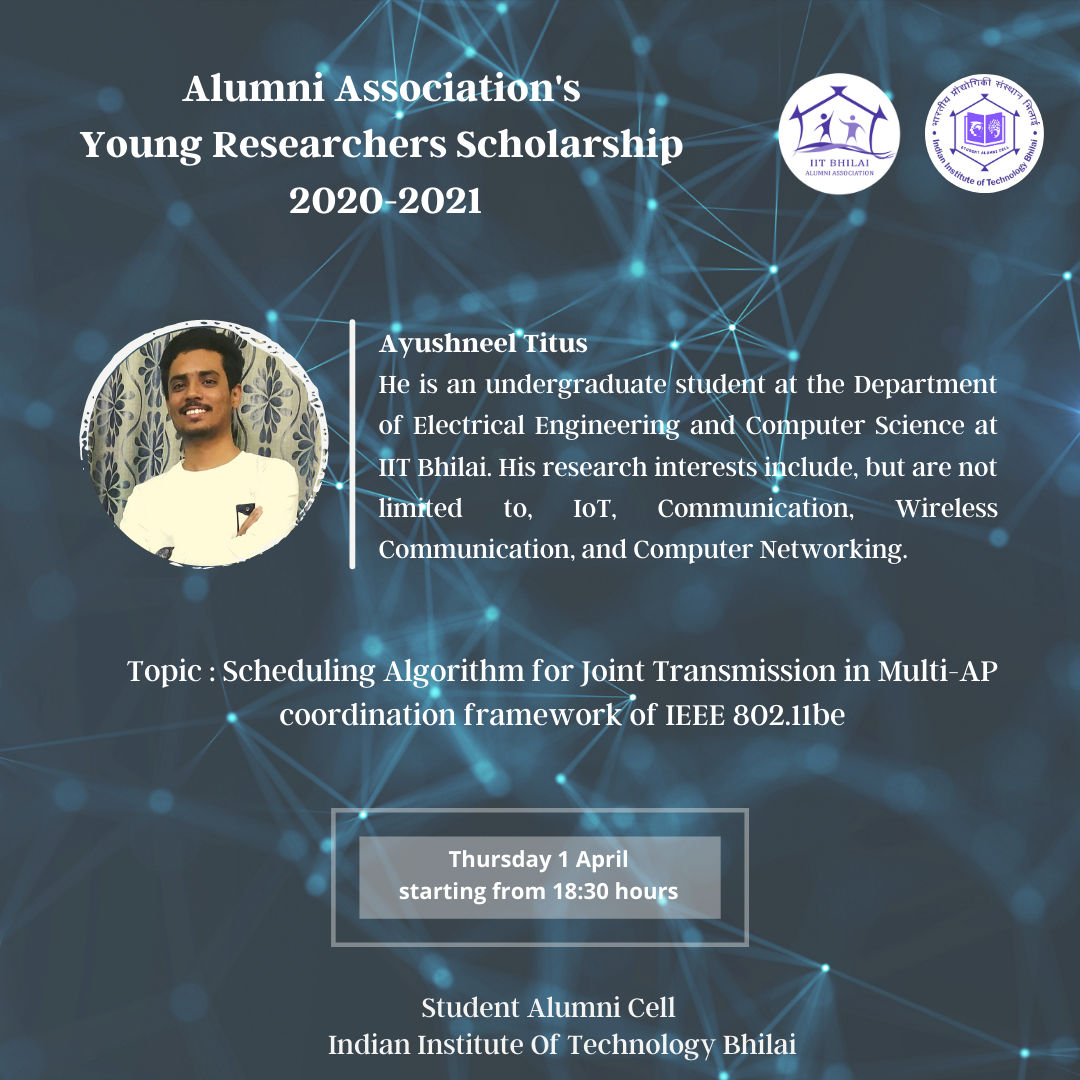 Alumni Association's
Young Researchers Scholarship
2020-2021
IIT BHILAI
ALUMNI ASSOCIATION
भारतीय प्रौद्योगिकी संस्थान भिलाई
STUDENT ALUMNI CELL
Indian Institute of Technology Bhilai
Ayushneel Titus
He is an undergraduate student at the Department
of Electrical Engineering and Computer Science at
IIT Bhilai. His research interests include, but are not
limited to, IoT, Communication, Wireless
Communication, and Computer Networking.
Topic : Scheduling Algorithm for Joint Transmission in Multi-AP
coordination framework of IEEE 802.11be
Thursday 1 April
starting from 18:30 hours
Student Alumni Cell
Indian Institute Of Technology Bhilai